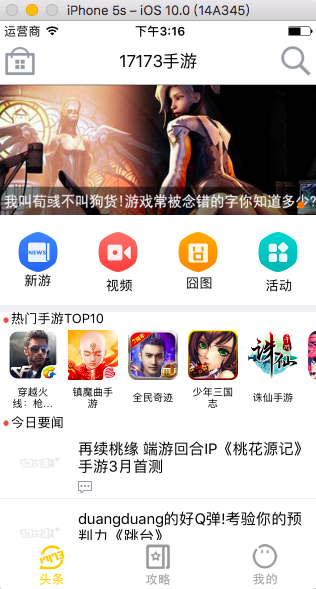 iPhone 5s – iOS 10.0 (14A345)
运营商 下午3:16
17173手游
我叫荀彧不叫狗货!游戏常被念错的字你知道多少?
NEWS
新游 视频 囧图 活动
热门手游TOP10
穿越火线：枪... 镇魔曲手游 全民奇迹 少年三国志 诛仙手游
今日要闻
再续桃缘 端游回合IP《桃花源记》
手游3月首测
duangduang的好Q弹!考验你的预
判力《跳台》
头条 攻略 我的